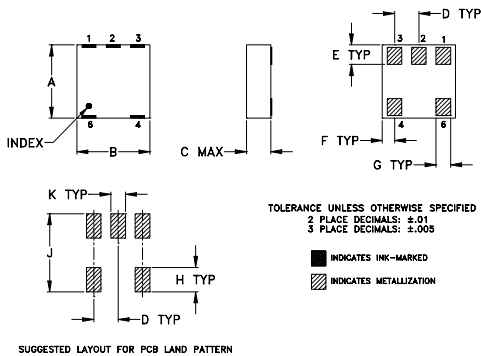 1 2 3
A
INDEX
6 4
B
C MAX
D TYP
3 2 1
E TYP
4 6
F TYP
G TYP
K TYP
J
H TYP
D TYP
TOLERANCE UNLESS OTHERWISE SPECIFIED
2 PLACE DECIMALS: ±.01
3 PLACE DECIMALS: ±.005
INDICATES INK-MARKED
INDICATES METALLIZATION
SUGGESTED LAYOUT FOR PCB LAND PATTERN